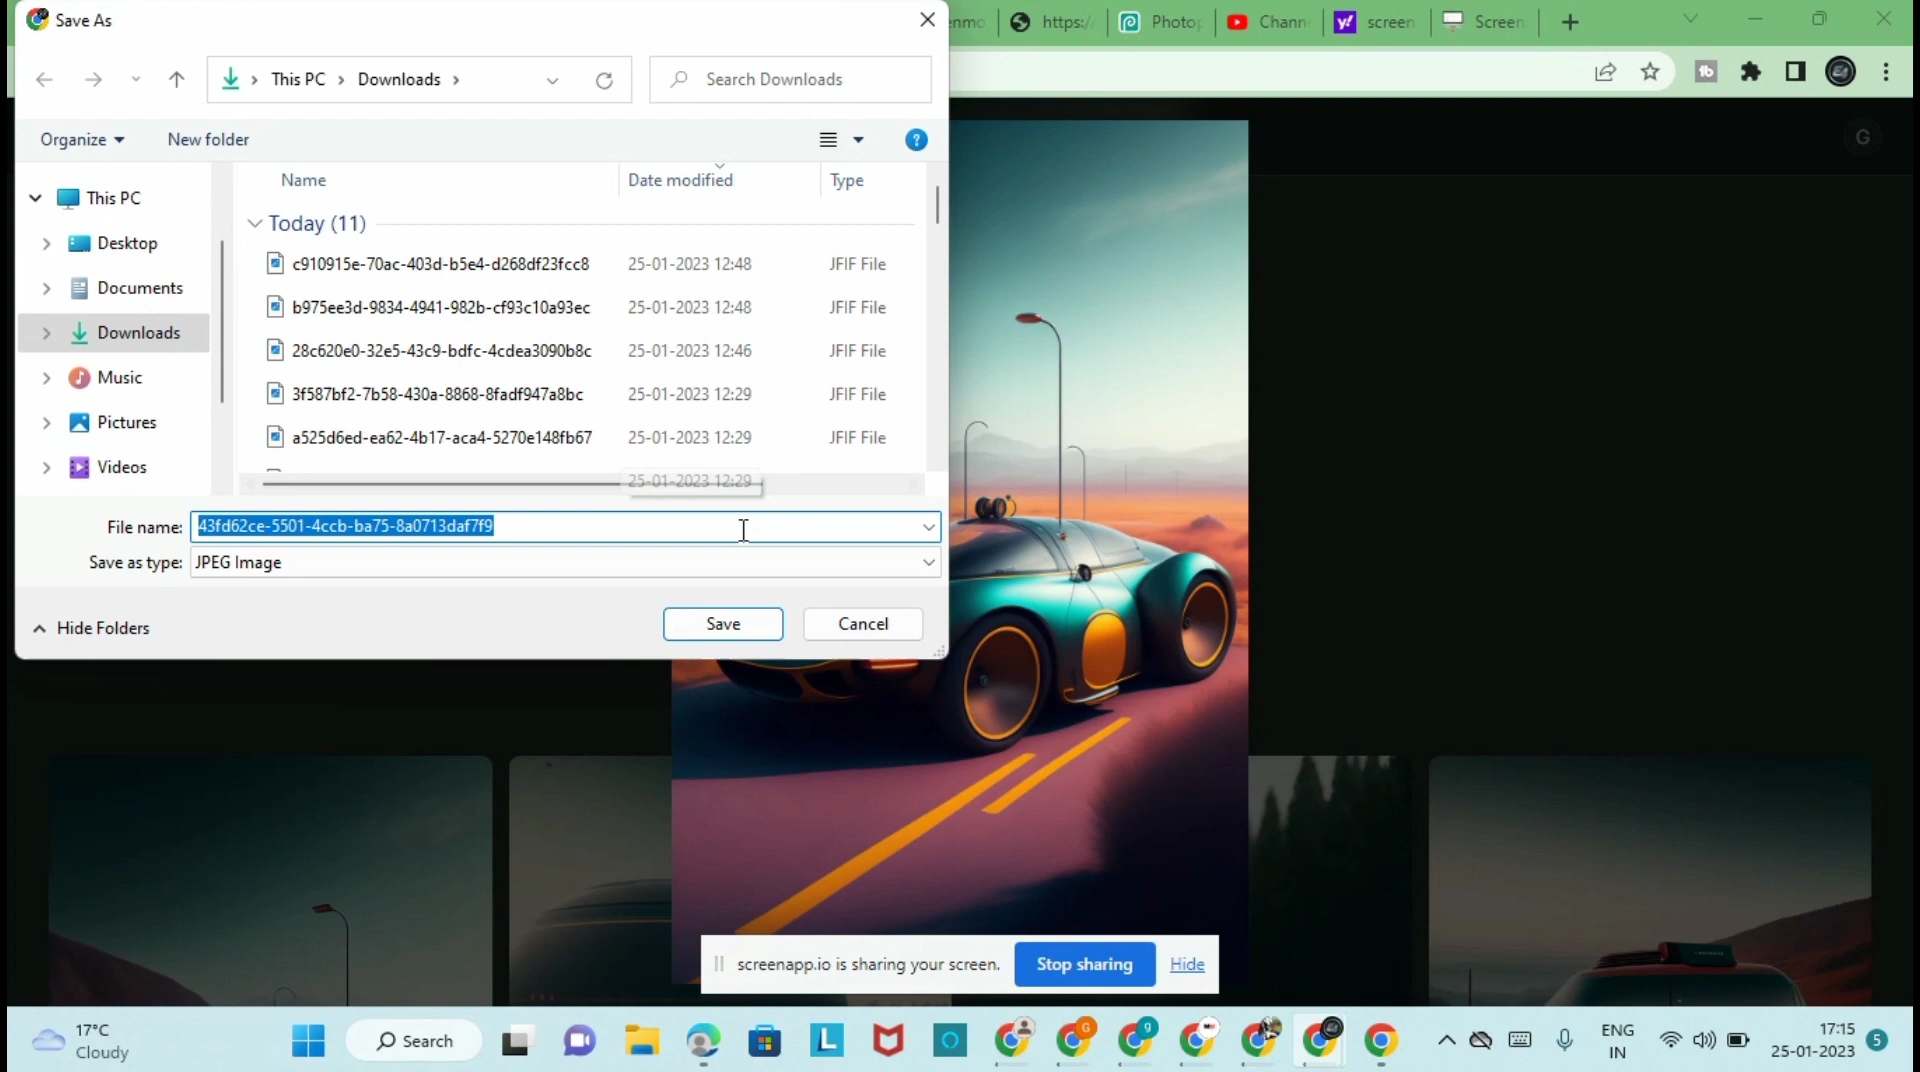 Save As
enmo
https:/
Photop
Chann
screen
Screen
This PC
Downloads
Search Downloads
Organize
New folder
G
Name
Date modified
Type
This PC
Today (11)
Desktop
c910915e-70ac-403d-b5e4-d268df23fcc8 25-01-2023 12:48 JFIF File
Documents
b975ee3d-9834-4941-982b-cf93c10a93ec 25-01-2023 12:48 JFIF File
Downloads
28c620e0-32e5-43c9-bdfc-4cdea3090b8c 25-01-2023 12:46 JFIF File
Music
3f587bf2-7b58-430a-8868-8fadf947a8bc 25-01-2023 12:29 JFIF File
Pictures
a525d6ed-ea62-4b17-aca4-5270e148fb67 25-01-2023 12:29 JFIF File
Videos
25-01-2023 12:29
File name: 43fd62ce-5501-4ccb-ba75-8a0713daf7f9
Save as type: JPEG Image
Hide Folders
Save
Cancel
screenapp.io is sharing your screen.
Stop sharing
Hide
17°C
Cloudy
Search
ENG
IN
17:15
25-01-2023
5